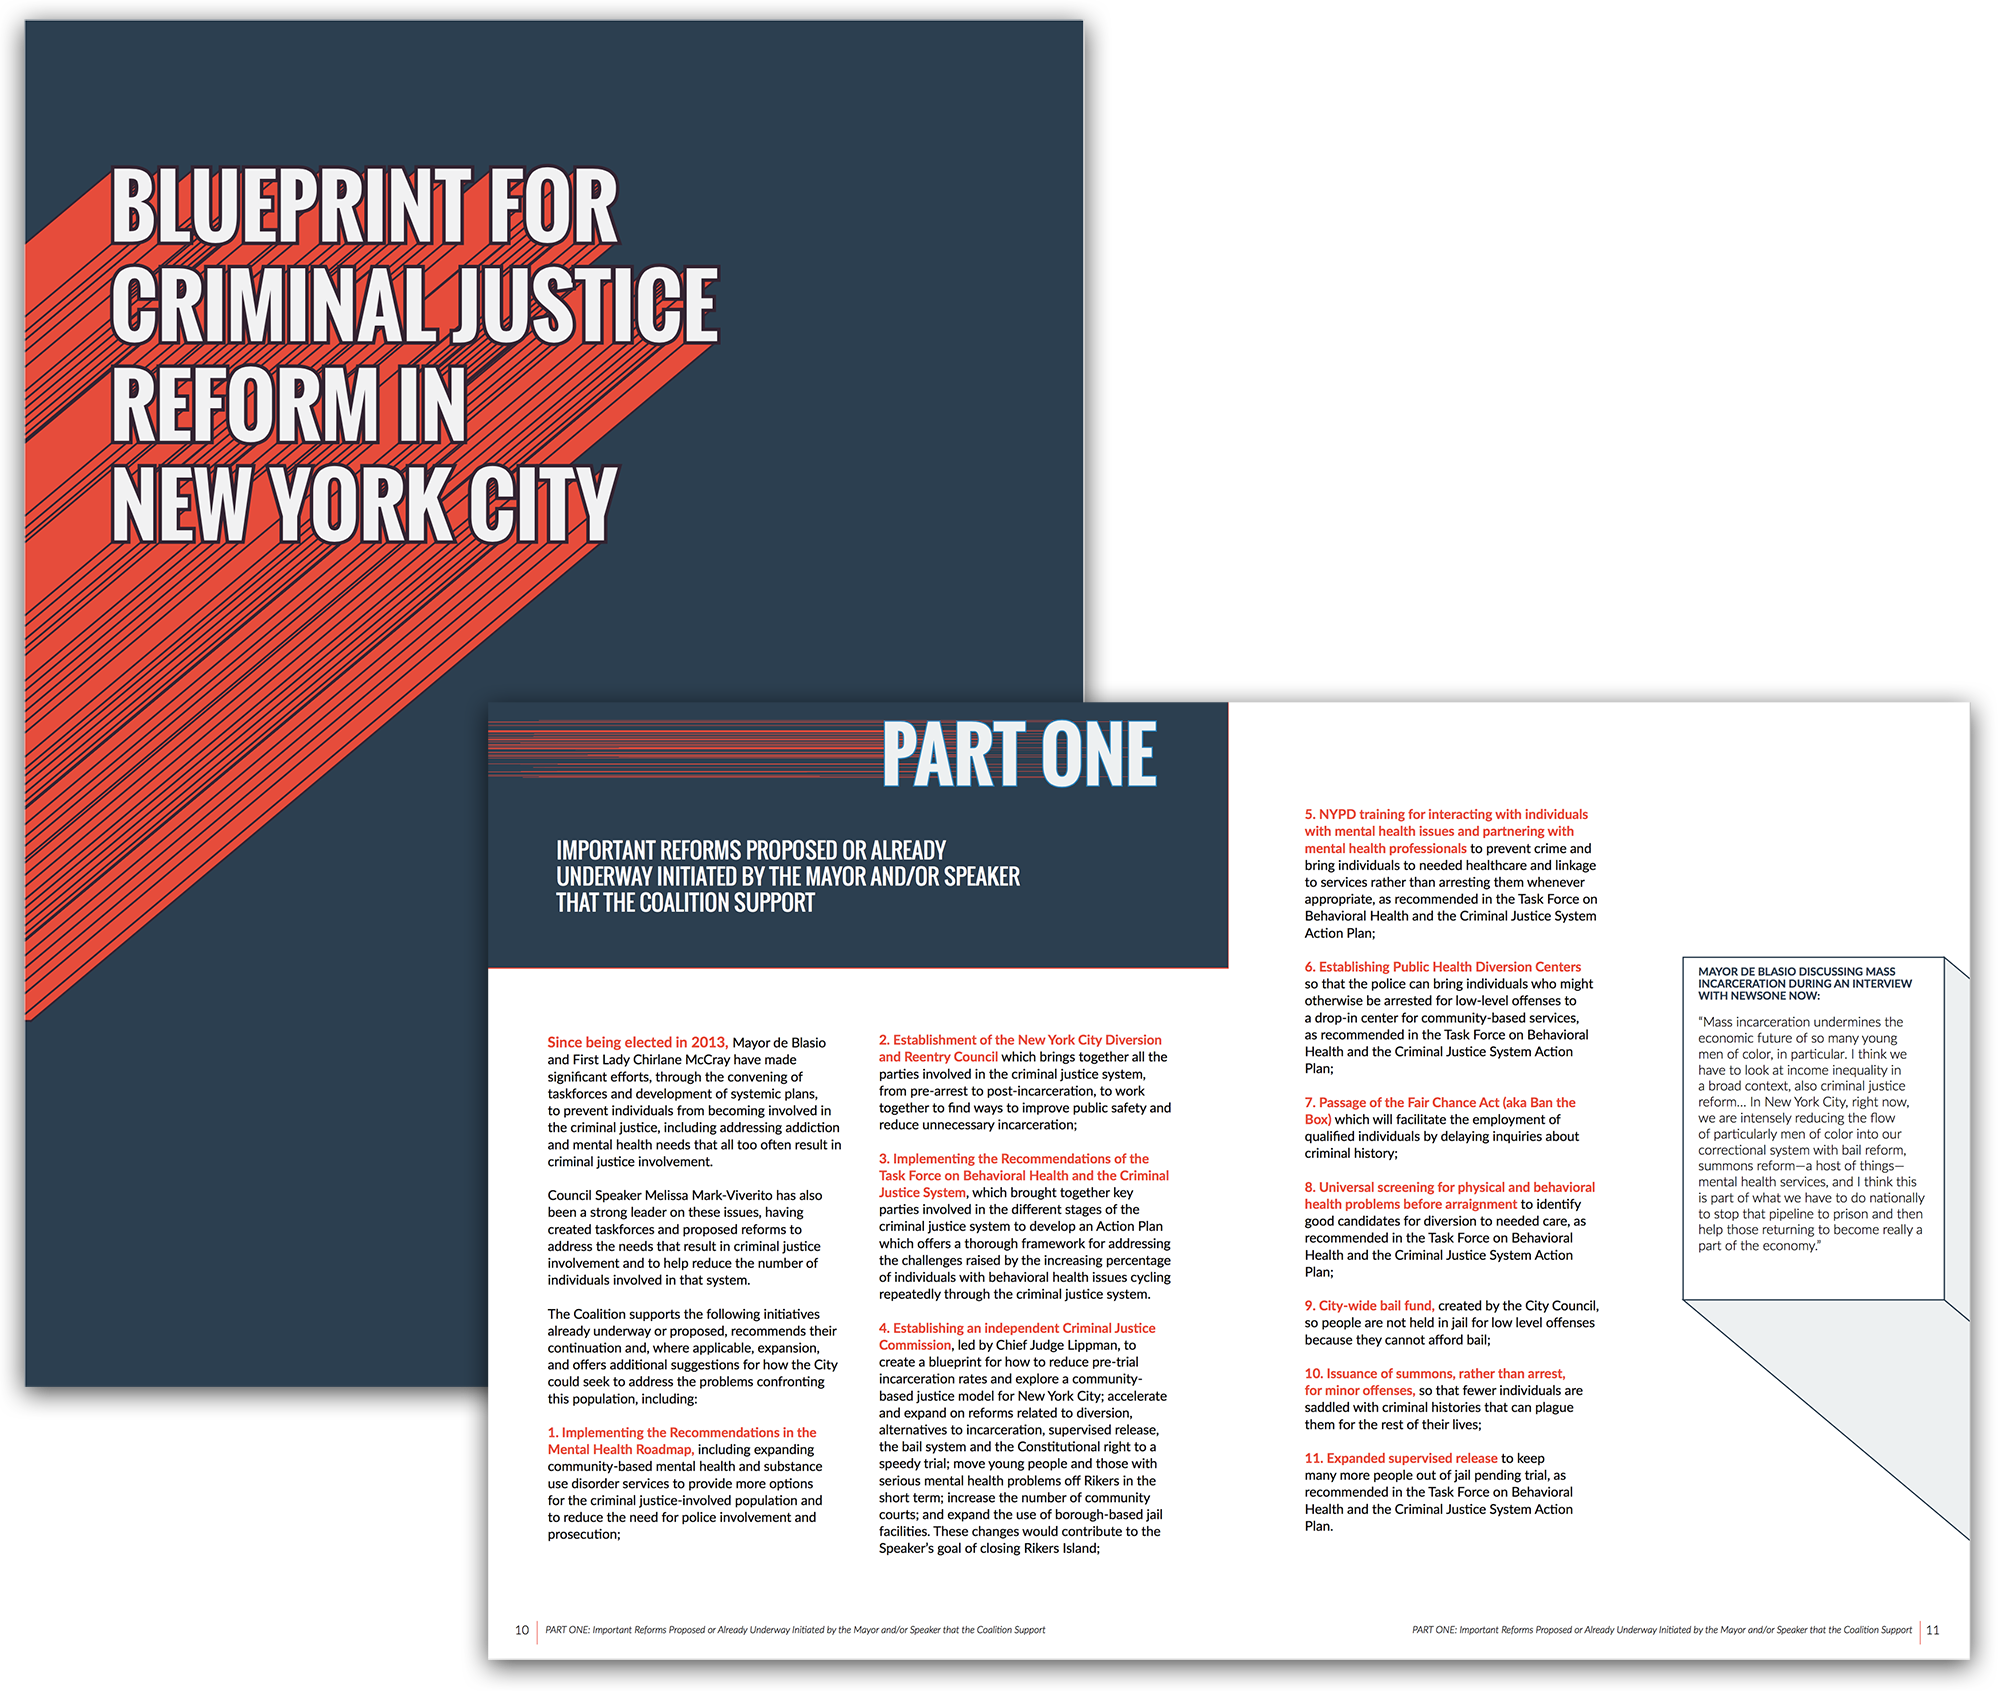 BLUEPRINT FOR
CRIMINAL JUSTICE
REFORM IN
NEW YORK CITY
PART ONE
IMPORTANT REFORMS PROPOSED OR ALREADY
UNDERWAY INITIATED BY THE MAYOR AND/OR SPEAKER
THAT THE COALITION SUPPORT
Since being elected in 2013, Mayor de Blasio
and First Lady Chirlane McCray have made
significant efforts, through the convening of
taskforces and development of systemic plans,
to prevent individuals from becoming involved in
the criminal justice, including addressing addiction
and mental health needs that all too often result in
criminal justice involvement.
Council Speaker Melissa Mark-Viverito has also
been a strong leader on these issues, having
created taskforces and proposed reforms to
address the needs that result in criminal justice
involvement and to help reduce the number of
individuals involved in that system.
The Coalition supports the following initiatives
already underway or proposed, recommends their
continuation and, where applicable, expansion,
and offers additional suggestions for how the City
could seek to address the problems confronting
this population, including:
1. Implementing the Recommendations in the
Mental Health Roadmap, including expanding
community-based mental health and substance
use disorder services to provide more options
for the criminal justice-involved population and
to reduce the need for police involvement and
prosecution;
2. Establishment of the New York City Diversion
and Reentry Council which brings together all the
parties involved in the criminal justice system,
from pre-arrest to post-incarceration, to work
together to find ways to improve public safety and
reduce unnecessary incarceration;
3. Implementing the Recommendations of the
Task Force on Behavioral Health and the Criminal
Justice System, which brought together key
parties involved in the different stages of the
criminal justice system to develop an Action Plan
which offers a thorough framework for addressing
the challenges raised by the increasing percentage
of individuals with behavioral health issues cycling
repeatedly through the criminal justice system.
4. Establishing an independent Criminal Justice
Commission, led by Chief Judge Lippman, to
create a blueprint for how to reduce pre-trial
incarceration rates and explore a community-
based justice model for New York City; accelerate
and expand on reforms related to diversion,
alternatives to incarceration, supervised release,
the bail system and the Constitutional right to a
speedy trial; move young people and those with
serious mental health problems off Rikers in the
short term; increase the number of community
courts; and expand the use of borough-based jail
facilities. These changes would contribute to the
Speaker's goal of closing Rikers Island;
5. NYPD training for interacting with individuals
with mental health issues and partnering with
mental health professionals to prevent crime and
bring individuals to needed healthcare and linkage
to services rather than arresting them whenever
appropriate, as recommended in the Task Force on
Behavioral Health and the Criminal Justice System
Action Plan;
6. Establishing Public Health Diversion Centers
so that the police can bring individuals who might
otherwise be arrested for low-level offenses to
a drop-in center for community-based services,
as recommended in the Task Force on Behavioral
Health and the Criminal Justice System Action
Plan;
7. Passage of the Fair Chance Act (aka Ban the
Box) which will facilitate the employment of
qualified individuals by delaying inquiries about
criminal history;
8. Universal screening for physical and behavioral
health problems before arraignment to identify
good candidates for diversion to needed care, as
recommended in the Task Force on Behavioral
Health and the Criminal Justice System Action
Plan;
9. City-wide bail fund, created by the City Council,
so people are not held in jail for low level offenses
because they cannot afford bail;
10. Issuance of summons, rather than arrest,
for minor offenses, so that fewer individuals are
saddled with criminal histories that can plague
them for the rest of their lives;
11. Expanded supervised release to keep
many more people out of jail pending trial, as
recommended in the Task Force on Behavioral
Health and the Criminal Justice System Action
Plan.
MAYOR DE BLASIO DISCUSSING MASS
INCARCERATION DURING AN INTERVIEW
WITH NEWSONE NOW:
“Mass incarceration undermines the
economic future of so many young
men of color, in particular. I think we
have to look at income inequality in
a broad context, also criminal justice
reform... In New York City, right now,
we are intensely reducing the flow
of particularly men of color into our
correctional system with bail reform,
summons reform—a host of things—
mental health services, and I think this
is part of what we have to do nationally
to stop that pipeline to prison and then
help those returning to become really a
part of the economy.”
10 PART ONE: Important Reforms Proposed or Already Underway Initiated by the Mayor and/or Speaker that the Coalition Support
PART ONE: Important Reforms Proposed or Already Underway Initiated by the Mayor and/or Speaker that the Coalition Support 11